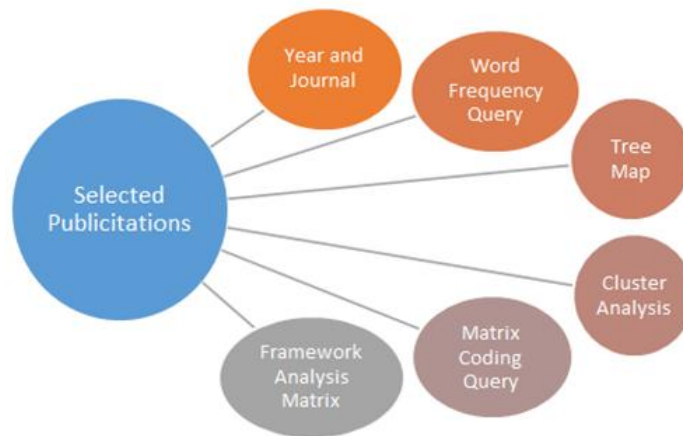 Selected
Publicitations
Year and
Journal
Word
Frequency
Query
Tree
Map
Cluster
Analysis
Matrix
Coding
Query
Framework
Analysis
Matrix